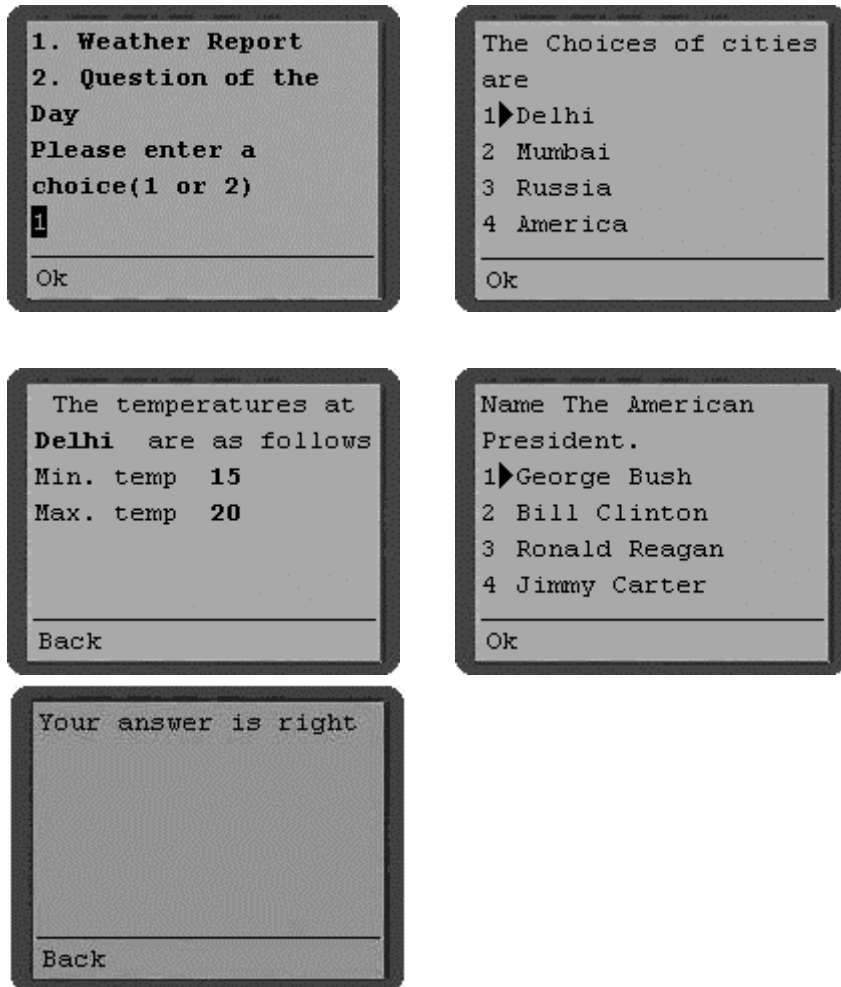 1. Weather Report
2. Question of the
Day
Please enter a
choice(1 or 2)
1
Ok
The Choices of cities
are
1 Delhi
2 Mumbai
3 Russia
4 America
Ok
The temperatures at
Delhi are as follows
Min. temp 15
Max. temp 20
Back
Name The American
President.
1 George Bush
2 Bill Clinton
3 Ronald Reagan
4 Jimmy Carter
Ok
Your answer is right
Back